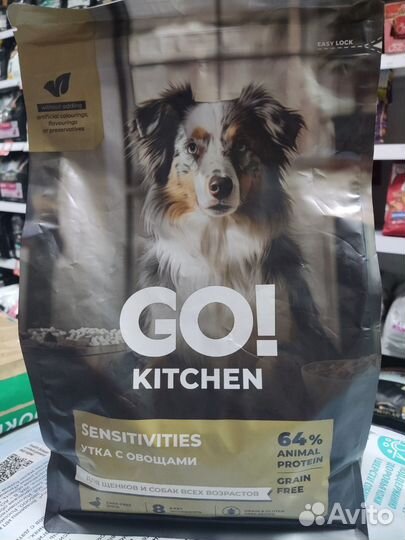 EASY LOCK
without adding
artificial colourings,
flavourings
or preservatives
GO!
KITCHEN
SENSITIVITIES
УТКА С ОВОЩАМИ
64%
ANIMAL
PROTEIN
GRAIN
FREE
ДЛЯ ЩЕНКОВ И СОБАК ВСЕХ ВОЗРАСТОВ
8
Avito